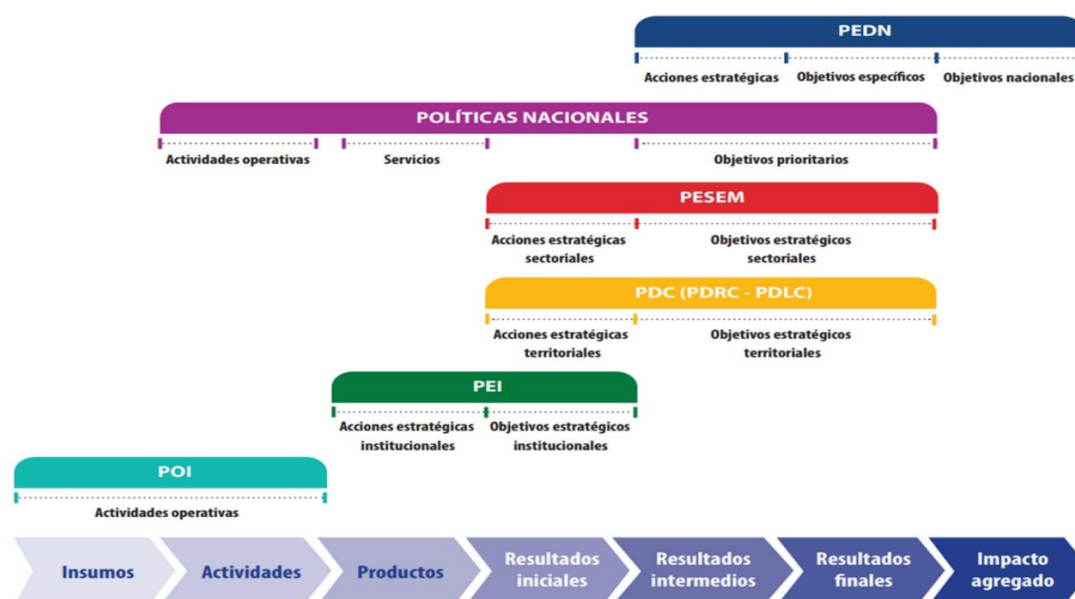 PEDN
Acciones estratégicas
Objetivos específicos
Objetivos nacionales
POLÍTICAS NACIONALES
Actividades operativas
Servicios
Objetivos prioritarios
PESEM
Acciones estratégicas
sectoriales
Objetivos estratégicos
sectoriales
PDC (PDRC - PDLC)
Acciones estratégicas
territoriales
Objetivos estratégicos
territoriales
PEI
Acciones estratégicas
institucionales
Objetivos estratégicos
institucionales
POI
Actividades operativas
Insumos
Actividades
Productos
Resultados
iniciales
Resultados
intermedios
Resultados
finales
Impacto
agregado